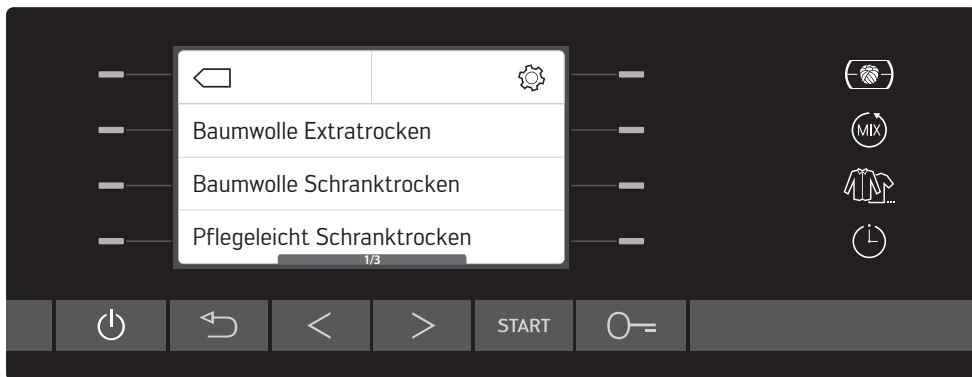 Baumwolle Extratrocken
MIX
Baumwolle Schranktrocken
Pflegeleicht Schranktrocken
1/3
START